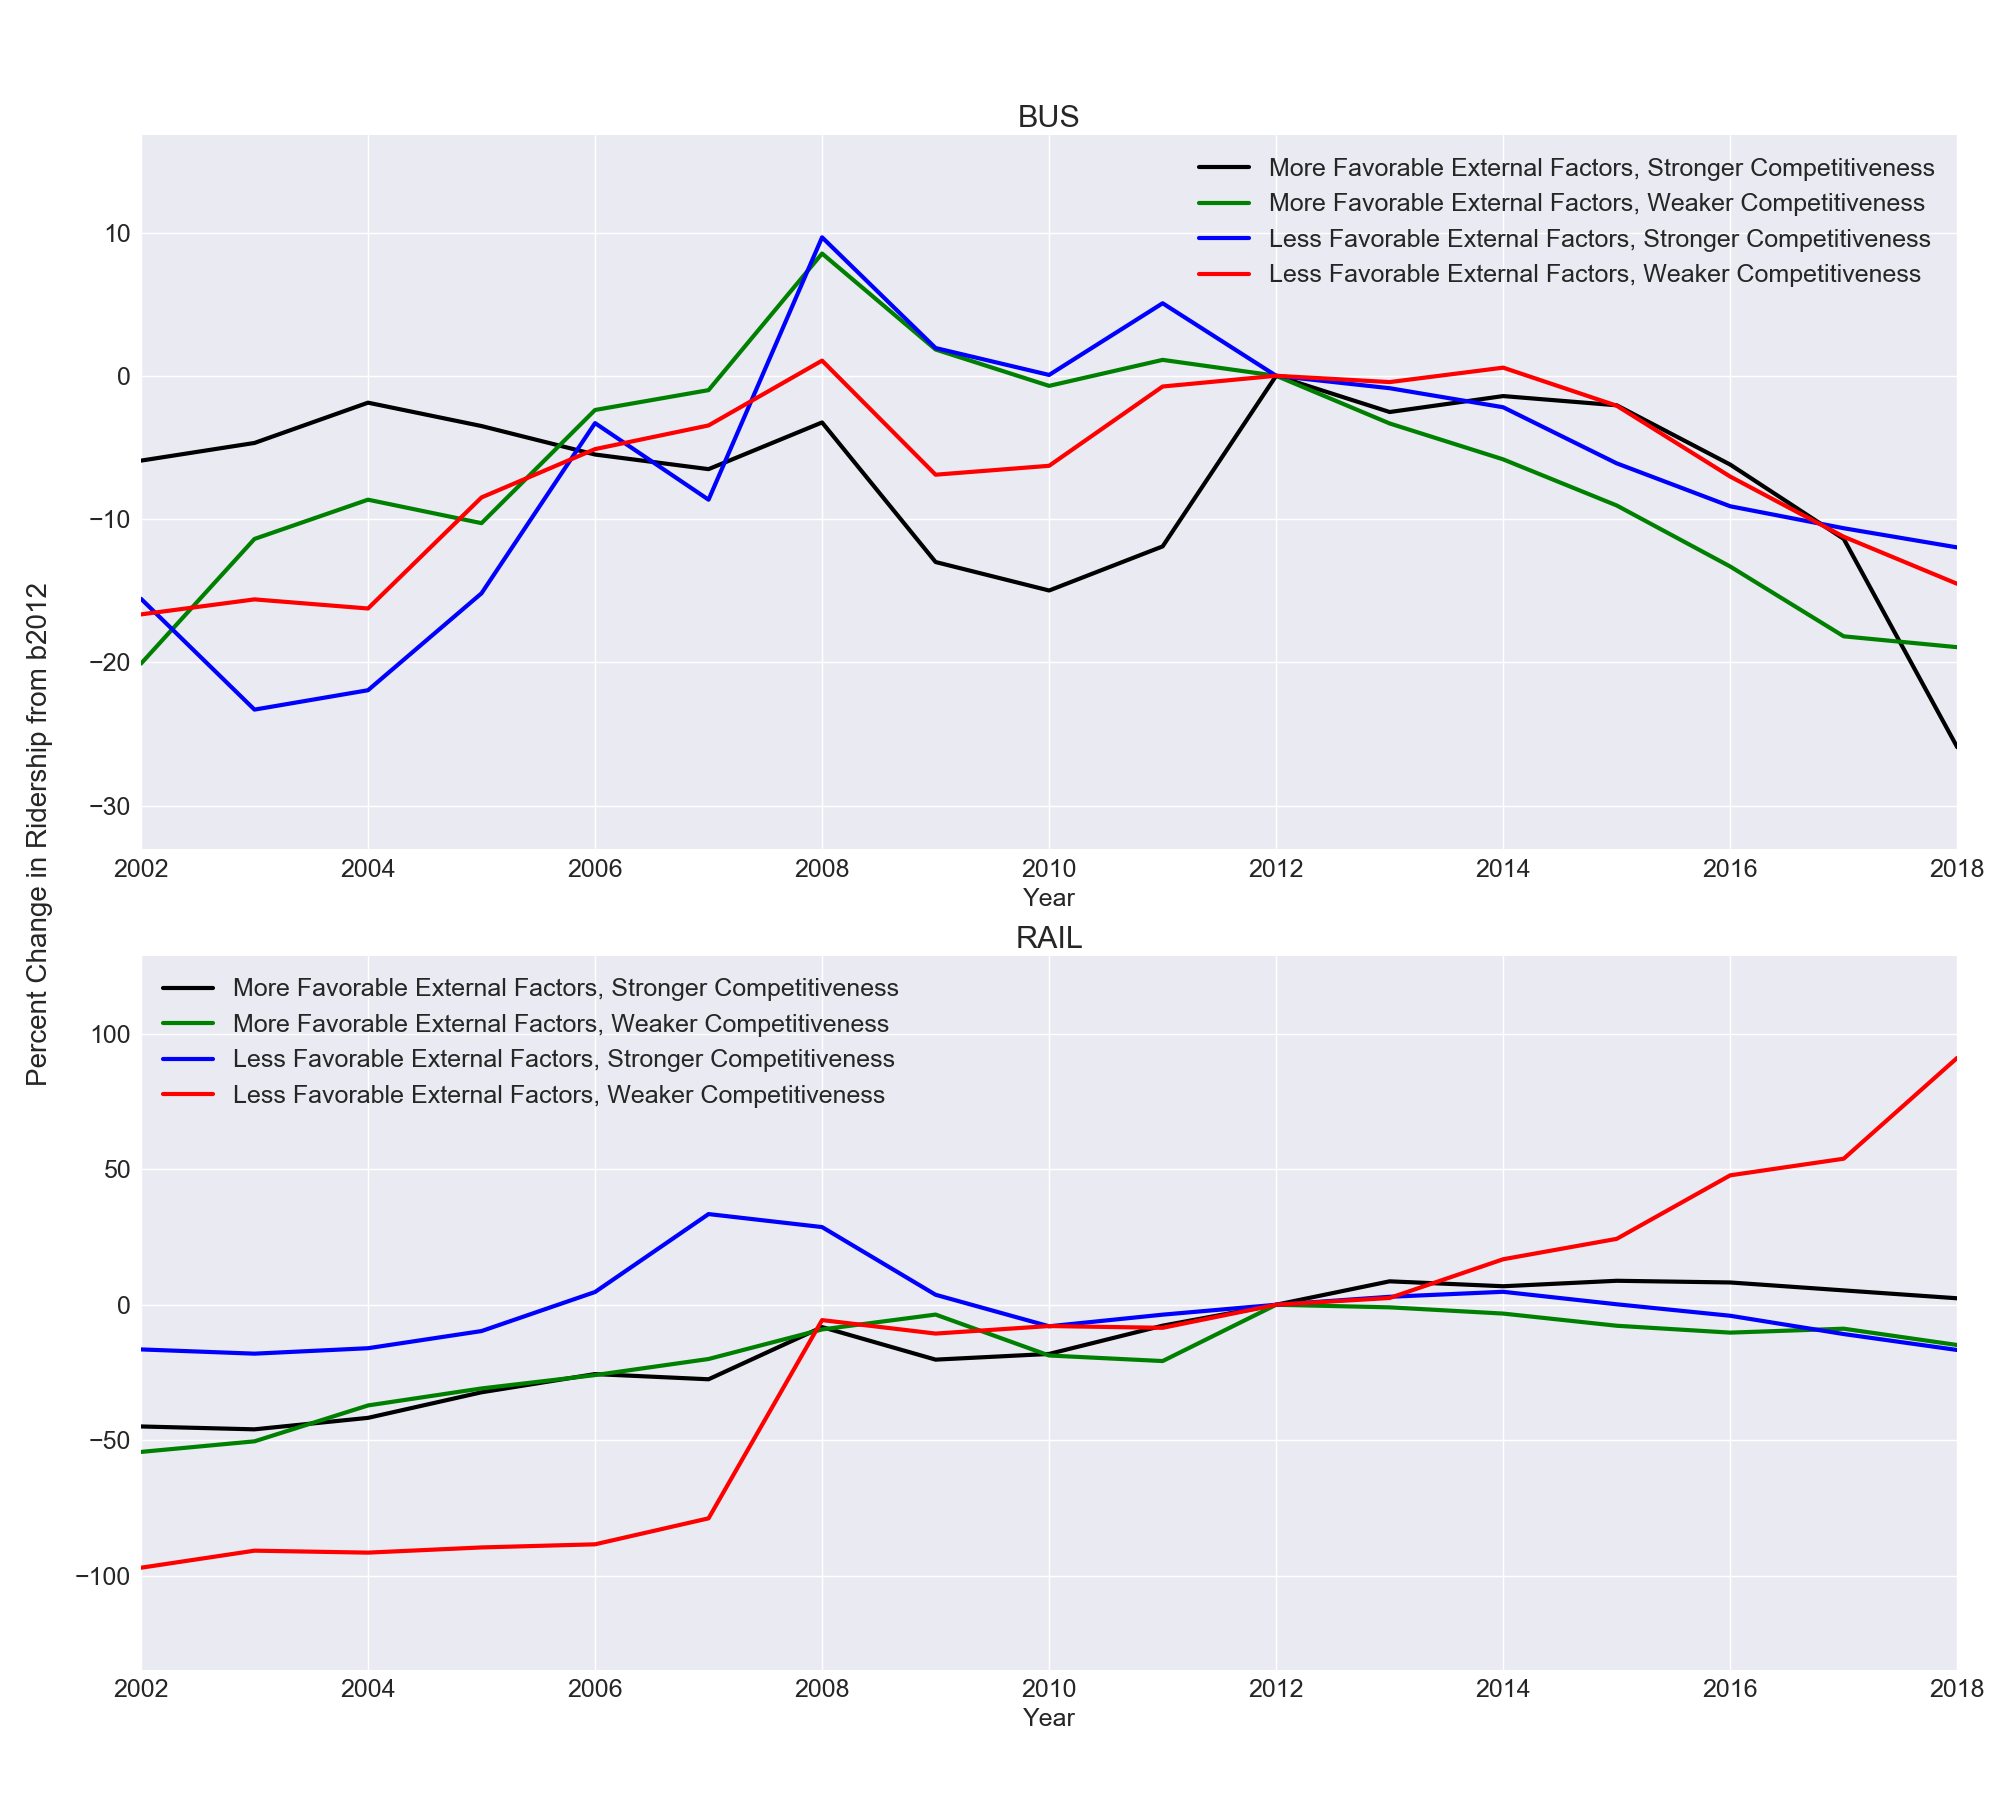 BUS
More Favorable External Factors, Stronger Competitiveness
More Favorable External Factors, Weaker Competitiveness
Less Favorable External Factors, Stronger Competitiveness
Less Favorable External Factors, Weaker Competitiveness
10
0
−10
−20
−30
2002 2004 2006 2008 2010 2012 2014 2016 2018
Year
Percent Change in Ridership from b2012
RAIL
More Favorable External Factors, Stronger Competitiveness
More Favorable External Factors, Weaker Competitiveness
Less Favorable External Factors, Stronger Competitiveness
Less Favorable External Factors, Weaker Competitiveness
100
50
0
−50
−100
2002 2004 2006 2008 2010 2012 2014 2016 2018
Year